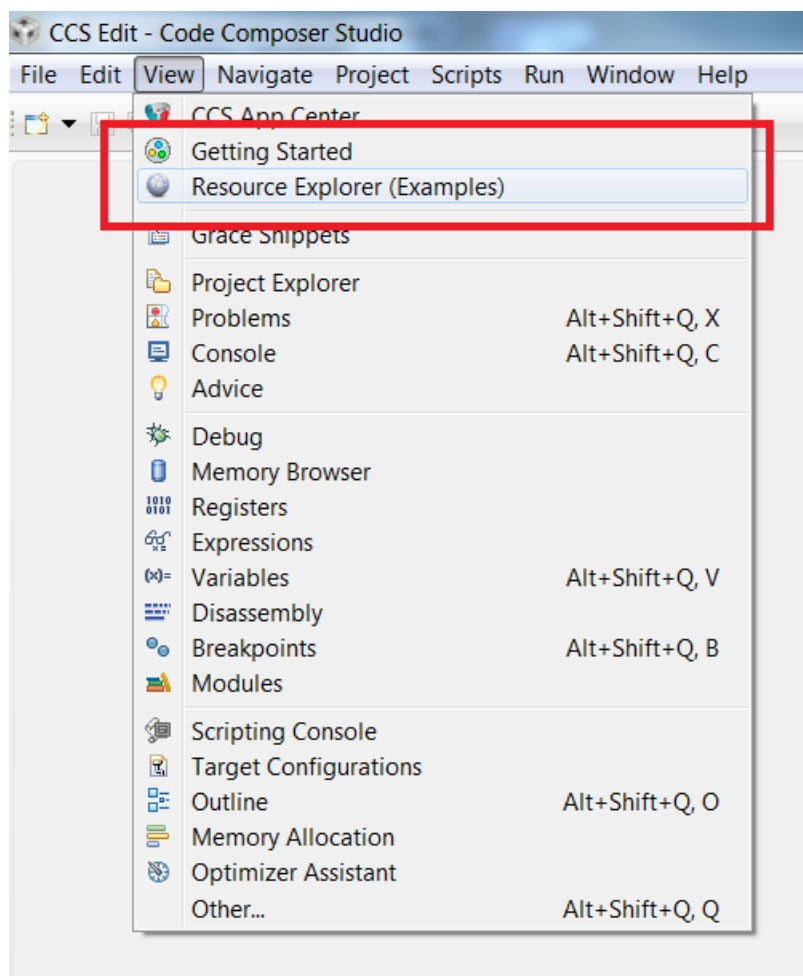 CCS Edit - Code Composer Studio
File Edit View Navigate Project Scripts Run Window Help
CCS App Center
Getting Started
Resource Explorer (Examples)
Grace Snippets
Project Explorer
Problems Alt+Shift+Q, X
Console Alt+Shift+Q, C
Advice
Debug
Memory Browser
1010
0101
Registers
Expressions
(x)= Variables Alt+Shift+Q, V
Disassembly
Breakpoints Alt+Shift+Q, B
Modules
Scripting Console
Target Configurations
Outline Alt+Shift+Q, O
Memory Allocation
Optimizer Assistant
Other... Alt+Shift+Q, Q